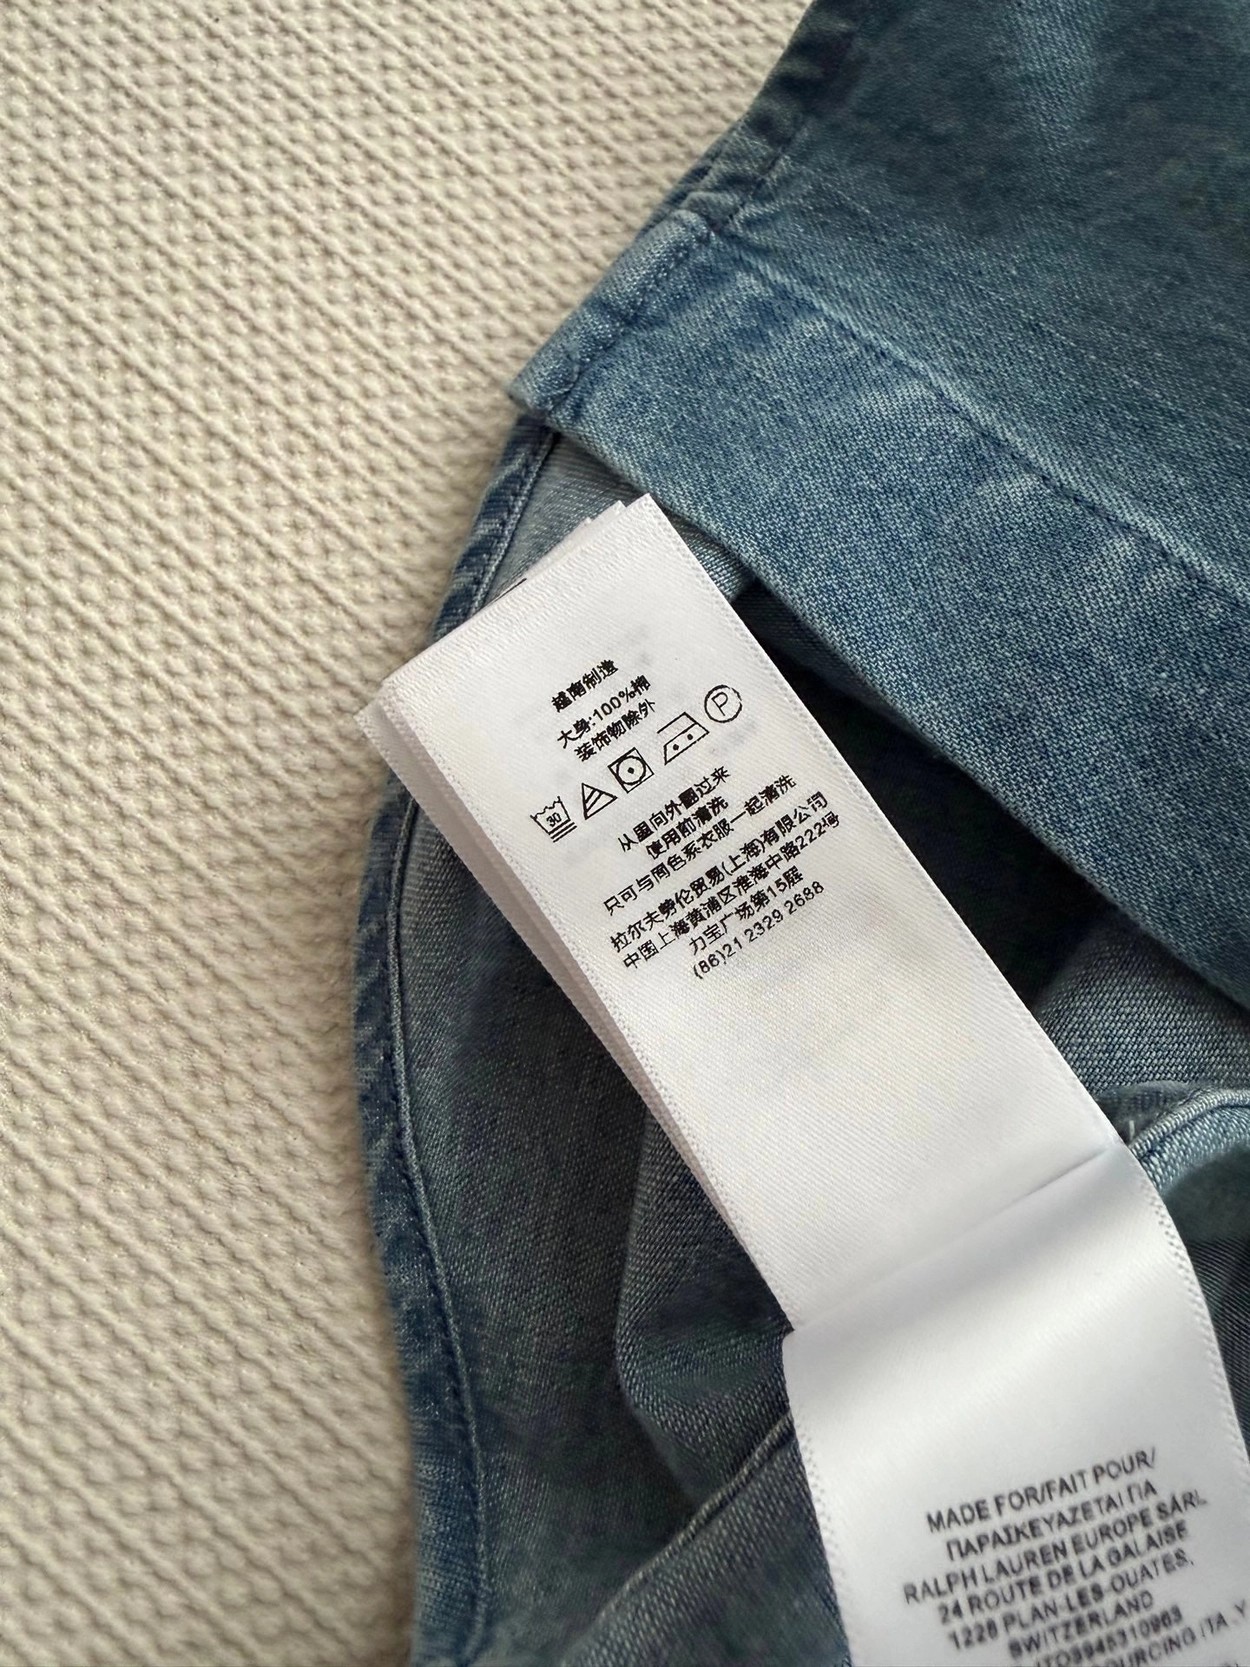 越南制造
大身:100%棉
装饰物除外
30 P
从里向外翻过来
使用前清洗
只可与同色系衣服一起清洗
拉尔夫劳伦贸易(上海)有限公司
中国上海黄浦区淮海中路222号
力宝广场第15层
(86)21 2329 2688
MADE FOR/FAIT POUR/
ΠΑΡΑΣΚΕΥΑΖΕΤΑΙ ΓΙΑ
RALPH LAUREN EUROPE SÀRL
24 ROUTE DE LA GALAISE
1228 PLAN-LES-OUATES,
SWITZERLAND